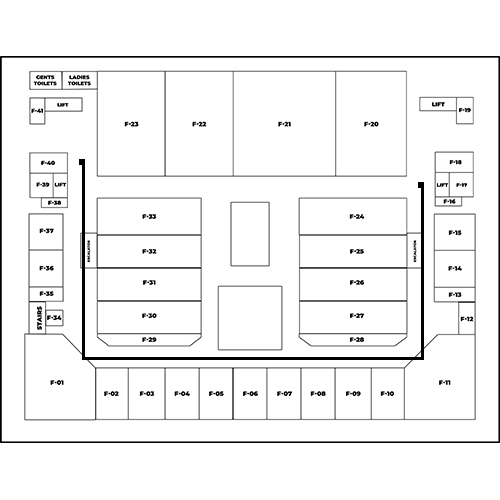 GENTS
TOILETS
LADIES
TOILETS
F-41
LIFT
F-23
F-22
F-21
F-20
LIFT
F-19
F-40
F-39
LIFT
F-38
F-18
LIFT
F-17
F-16
F-37
F-36
F-35
STAIRS
F-34
F-33
F-32
F-31
F-30
F-29
ESCALATOR
F-24
F-25
F-26
F-27
F-28
ESCALATOR
F-15
F-14
F-13
F-12
F-01
F-02
F-03
F-04
F-05
F-06
F-07
F-08
F-09
F-10
F-11